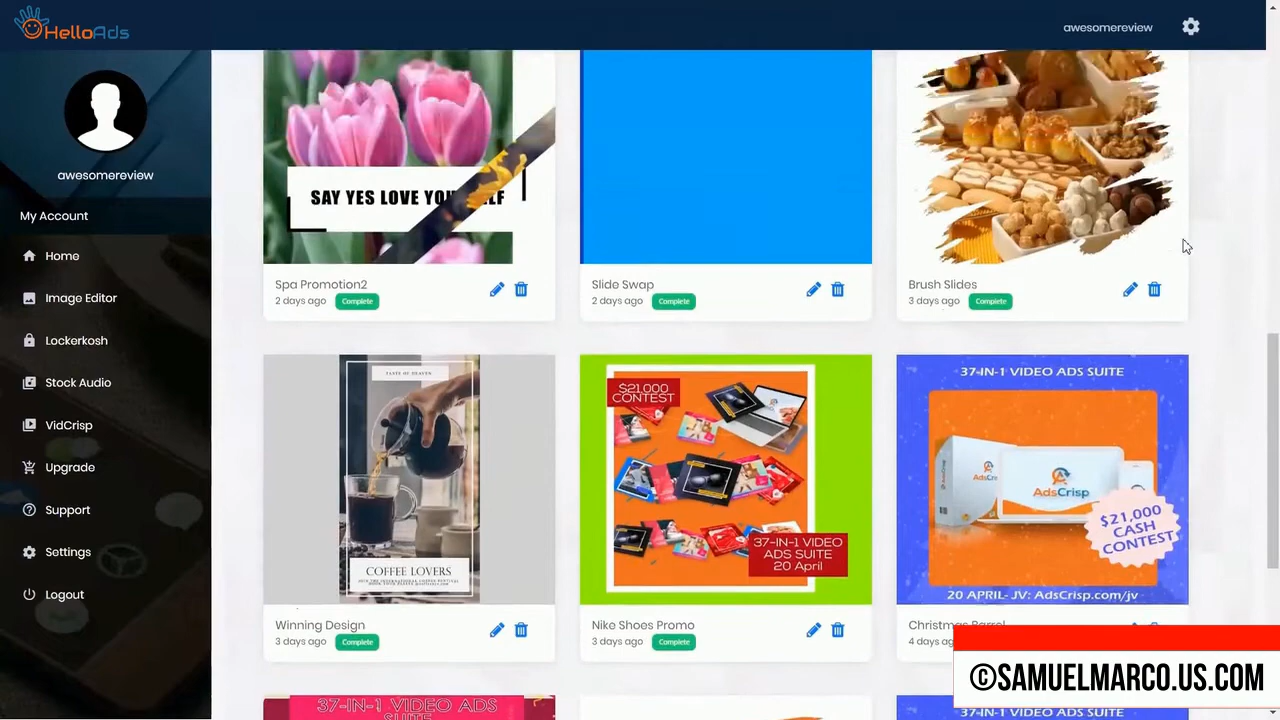 HelloAds
awesomereview
awesomereview
My Account
Home
Image Editor
Lockerkosh
Stock Audio
VidCrisp
Upgrade
Support
Settings
Logout
SAY YES LOVE YOU ELF
Spa Promotion2
2 days ago Complete
Slide Swap
2 days ago Complete
Brush Slides
3 days ago Complete
TASTE OF HEAVEN
COFFEE LOVERS
Winning Design
3 days ago Complete
$21,000
CONTEST
37-IN-1 VIDEO
ADS SUITE
20 April
Nike Shoes Promo
3 days ago Complete
37-IN-1 VIDEO ADS SUITE
AdsCrisp
$21,000
CASH
CONTEST
20 APRIL- JV: AdsCrisp.com/jv
Christmas Barrel
4 days ag
37-IN-1 VIDEO ADS
SUITE
37-IN-1 VIDEO ADS SUITE
©SAMUELMARCO.US.COM